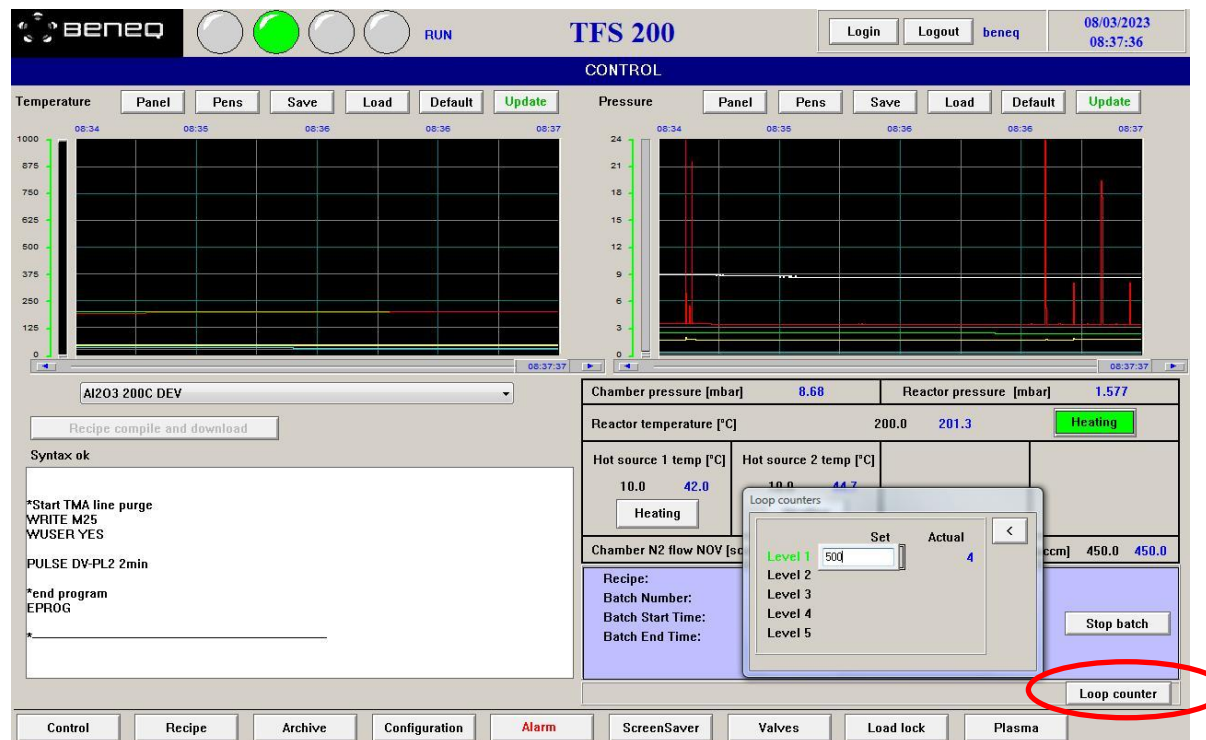 BENEQ RUN TFS 200 Login Logout beneq 08/03/2023
08:37:36
CONTROL
Temperature Panel Pens Save Load Default Update
08:34 08:35 08:36 08:36 08:37
1000
875
750
625
500
375
250
125
0
08:37:37
Pressure Panel Pens Save Load Default Update
08:34 08:35 08:36 08:36 08:37
24
21
18
15
12
9
6
3
0
08:37:37
Al2O3 200C DEV
Recipe compile and download
Syntax ok
*Start TMA line purge
WRITE M25
WUSER YES
PULSE DV-PL2 2min
*end program
EPROG
*
Chamber pressure [mbar] 8.68 Reactor pressure [mbar] 1.577
Reactor temperature [°C] 200.0 201.3 Heating
Hot source 1 temp [°C] Hot source 2 temp [°C]
10.0 42.0 10.0 44.7
Heating
Loop counters
<
Set Actual
Level 1 500 4
Level 2
Level 3
Level 4
Level 5
Chamber N2 flow NOV [sc ccm] 450.0 450.0
Recipe:
Batch Number:
Batch Start Time:
Batch End Time:
Stop batch
Loop counter
Control Recipe Archive Configuration Alarm ScreenSaver Valves Load lock Plasma